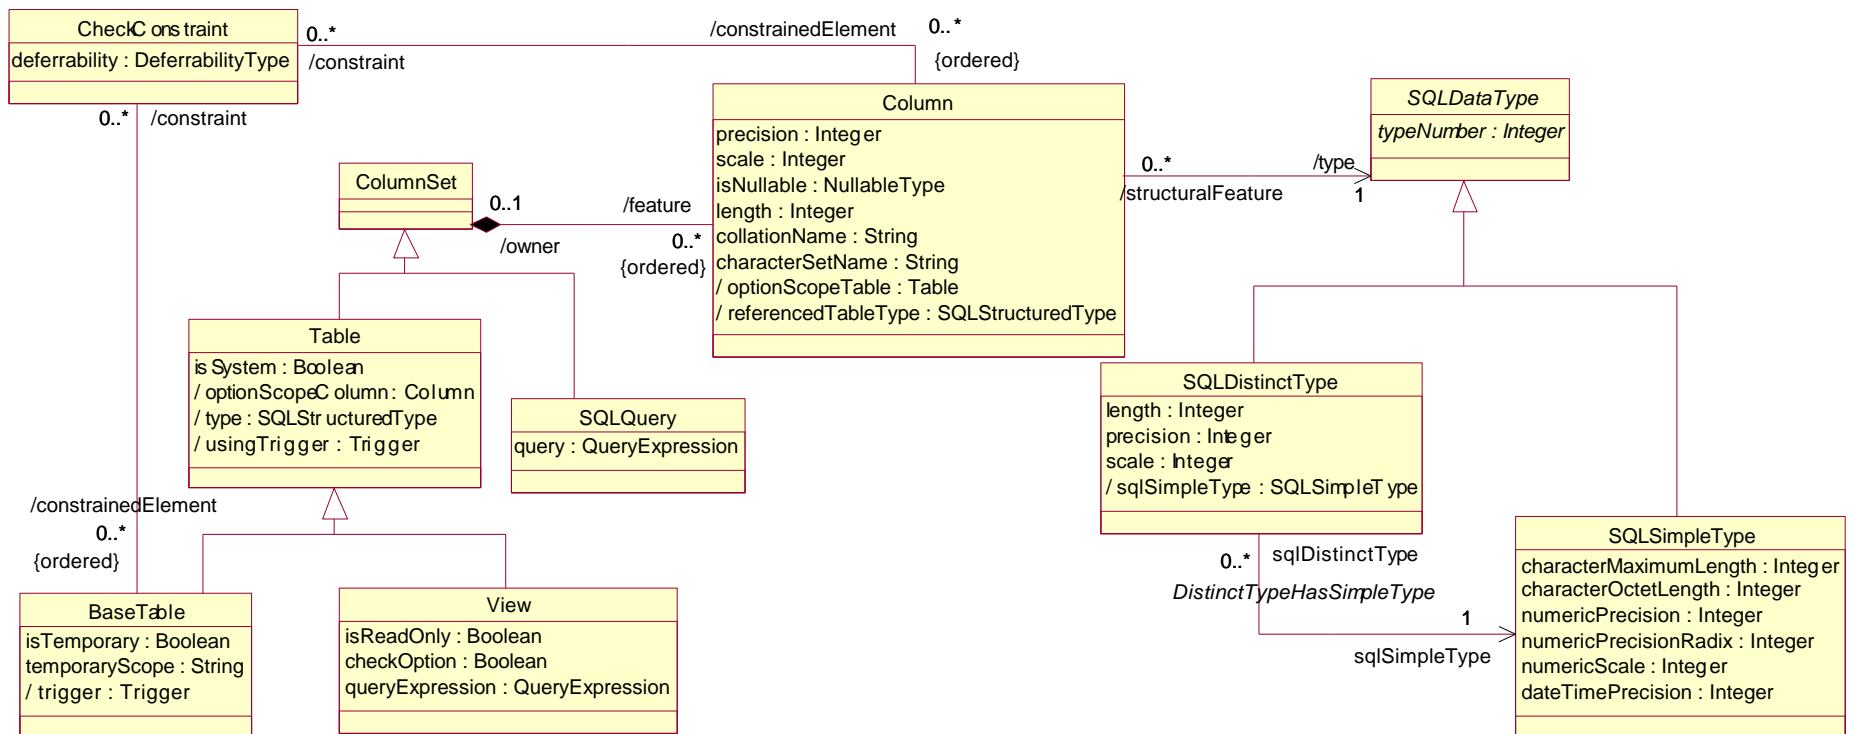 CheckConstraint
deferrability : DeferrabilityType
0..*
/constraint
/constrainedElement
0..*
{ordered}
0..*
/constraint
ColumnSet
0..1
/owner
/feature
0..*
{ordered}
Column
precision : Integer
scale : Integer
isNullable : NullableType
length : Integer
collationName : String
characterSetName : String
/ optionScopeTable : Table
/ referencedTableType : SQLStructuredType
0..*
/structuralFeature
/type
1
SQLDataType
typeNumber : Integer
Table
isSystem : Boolean
/ optionScopeColumn : Column
/ type : SQLStructuredType
/ usingTrigger : Trigger
SQLQuery
query : QueryExpression
SQLDistinctType
length : Integer
precision : Integer
scale : Integer
/ sqlSimpleType : SQLSimpleType
/constrainedElement
0..*
{ordered}
BaseTable
isTemporary : Boolean
temporaryScope : String
/ trigger : Trigger
View
isReadOnly : Boolean
checkOption : Boolean
queryExpression : QueryExpression
0..*
sqlDistinctType
DistinctTypeHasSimpleType
1
sqlSimpleType
SQLSimpleType
characterMaximumLength : Integer
characterOctetLength : Integer
numericPrecision : Integer
numericPrecisionRadix : Integer
numericScale : Integer
dateTimePrecision : Integer